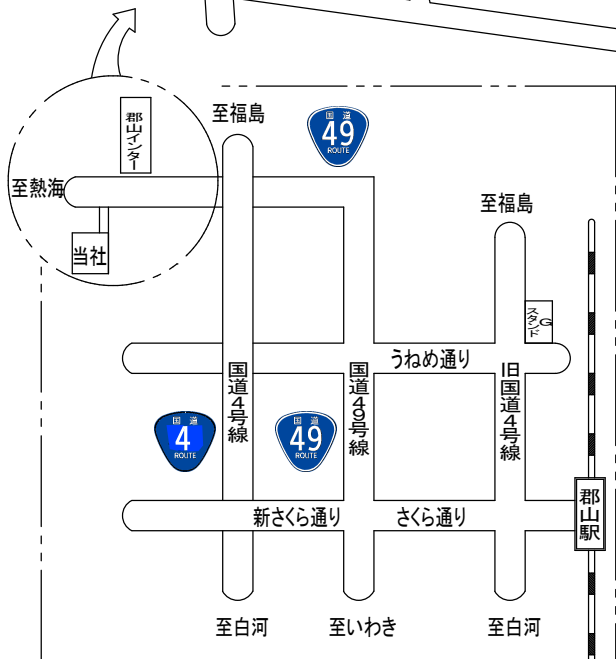 至福島
国道
49
ROUTE
郡山インター
至熱海
当社
至福島
Gスタンド
うねめ通り
国道4号線
国道49号線
旧国道4号線
国道
4
ROUTE
国道
49
ROUTE
新さくら通り
さくら通り
郡山駅
至白河
至いわき
至白河